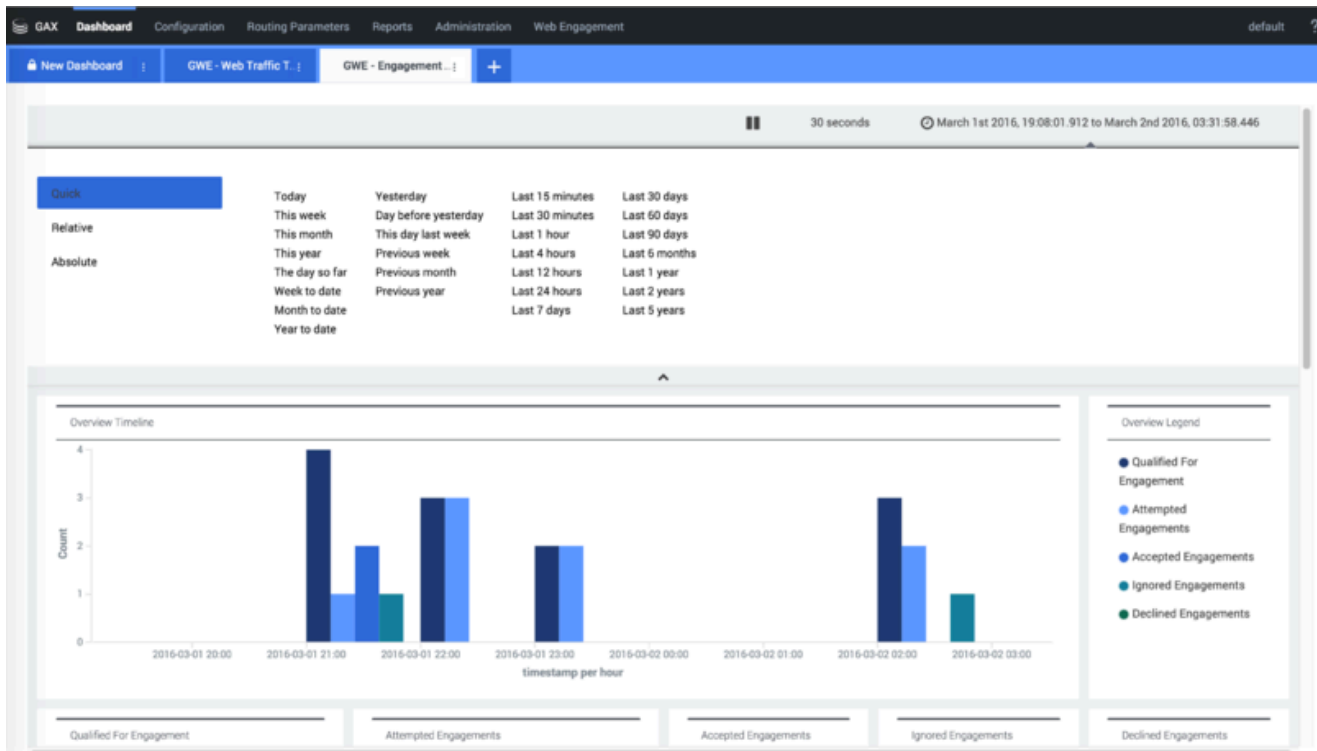 GAX Dashboard Configuration Routing Parameters Reports Administration Web Engagement default ?
New Dashboard GWE - Web Traffic T.. GWE - Engagement .. +
30 seconds March 1st 2016, 19:08:01.912 to March 2nd 2016, 03:31:58.446
Quick
Relative
Absolute
Today Yesterday Last 15 minutes Last 30 days
This week Day before yesterday Last 30 minutes Last 60 days
This month This day last week Last 1 hour Last 90 days
This year Previous week Last 4 hours Last 6 months
The day so far Previous month Last 12 hours Last 1 year
Week to date Previous year Last 24 hours Last 2 years
Month to date Last 7 days Last 5 years
Year to date
Overview Timeline
4
3
2
1
0
Count
2016-03-01 20:00 2016-03-01 21:00 2016-03-01 22:00 2016-03-01 23:00 2016-03-02 00:00 2016-03-02 01:00 2016-03-02 02:00 2016-03-02 03:00
timestamp per hour
Overview Legend
Qualified For
Engagement
Attempted
Engagements
Accepted Engagements
Ignored Engagements
Declined Engagements
Qualified For Engagement Attempted Engagements Accepted Engagements Ignored Engagements Declined Engagements